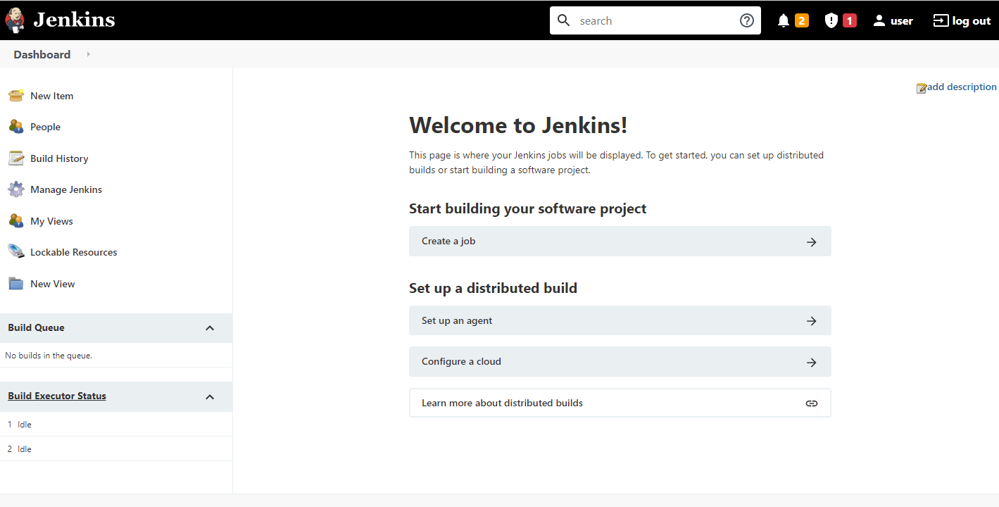 Jenkins
search
2
1
user
log out
Dashboard
New Item
People
Build History
Manage Jenkins
My Views
Lockable Resources
New View
Build Queue
No builds in the queue.
Build Executor Status
1 Idle
2 Idle
add description
Welcome to Jenkins!
This page is where your Jenkins jobs will be displayed. To get started, you can set up distributed
builds or start building a software project.
Start building your software project
Create a job
Set up a distributed build
Set up an agent
Configure a cloud
Learn more about distributed builds